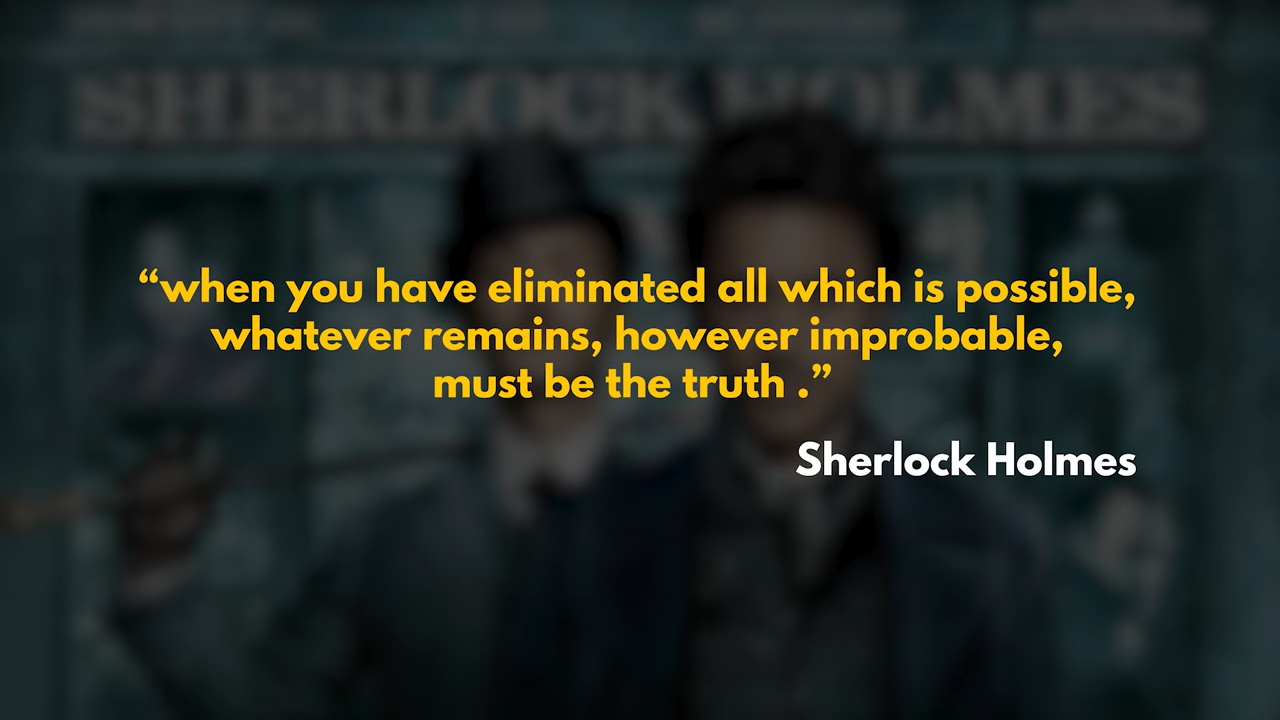 SHERLOCK HOLMES
“when you have eliminated all which is possible,
whatever remains, however improbable,
must be the truth .”
Sherlock Holmes